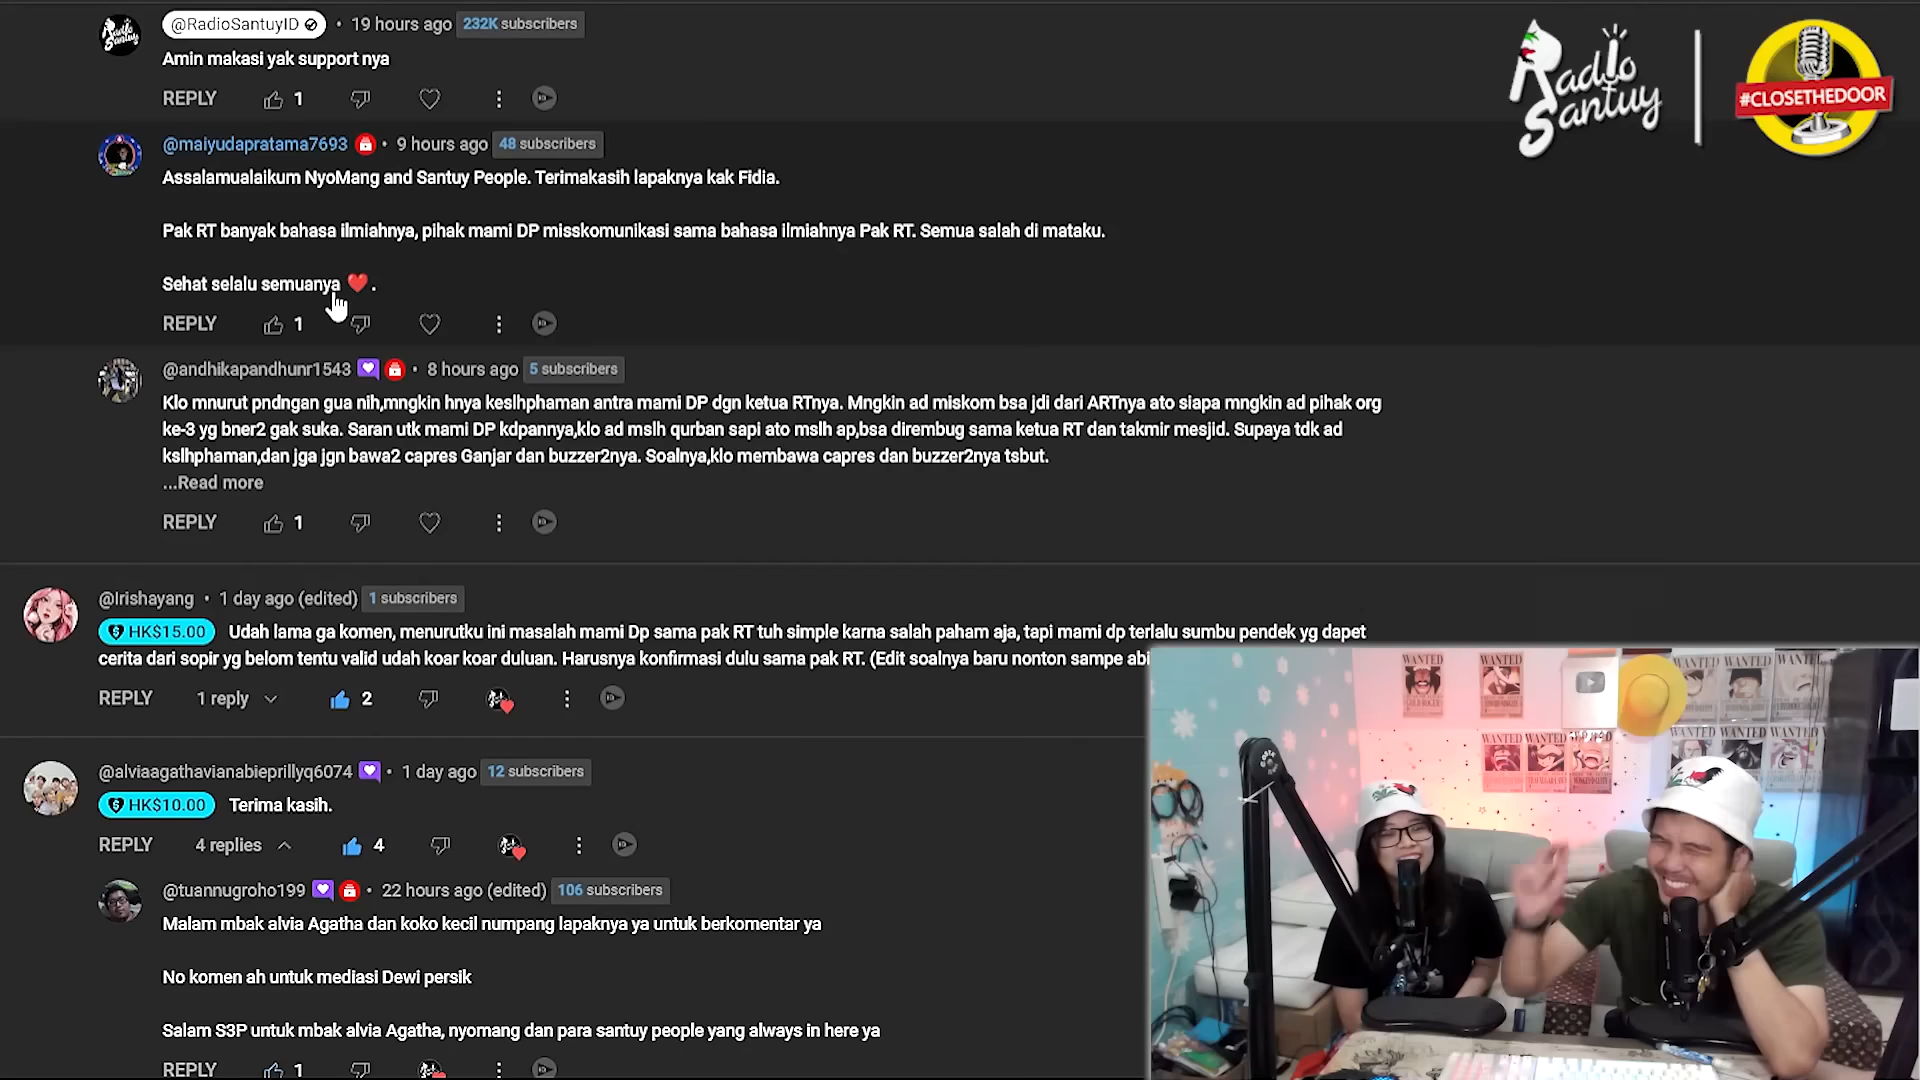 @RadioSantuyID • 19 hours ago 232K subscribers
Amin makasi yak support nya
REPLY 1
@maiyudapratama7693 • 9 hours ago 48 subscribers
Assalamualaikum NyoMang and Santuy People. Terimakasih lapaknya kak Fidia.
Pak RT banyak bahasa ilmiahnya, pihak mami DP misskomunikasi sama bahasa ilmiahnya Pak RT. Semua salah di mataku.
Sehat selalu semuanya ❤️ .
REPLY 1
@andhikapandhunr1543 • 8 hours ago 5 subscribers
Klo mnurut pndngan gua nih,mngkin hnya keslhphaman antra mami DP dgn ketua RTnya. Mngkin ad miskom bsa jdi dari ARTnya ato siapa mngkin ad pihak org
ke-3 yg bner2 gak suka. Saran utk mami DP kdpannya,klo ad mslh qurban sapi ato mslh ap,bsa dirembug sama ketua RT dan takmir mesjid. Supaya tdk ad
kslhphaman,dan jga jgn bawa2 capres Ganjar dan buzzer2nya. Soalnya,klo membawa capres dan buzzer2nya tsbut.
...Read more
REPLY 1
@Irishayang • 1 day ago (edited) 1 subscribers
HK$15.00 Udah lama ga komen, menurutku ini masalah mami Dp sama pak RT tuh simple karna salah paham aja, tapi mami dp terlalu sumbu pendek yg dapet
cerita dari sopir yg belom tentu valid udah koar koar duluan. Harusnya konfirmasi dulu sama pak RT. (Edit soalnya baru nonton sampe abi
REPLY 1 reply 2
@alviaagathavianabieprillyq6074 • 1 day ago 12 subscribers
HK$10.00 Terima kasih.
REPLY 4 replies 4
@tuannugroho199 • 22 hours ago (edited) 106 subscribers
Malam mbak alvia Agatha dan koko kecil numpang lapaknya ya untuk berkomentar ya
No komen ah untuk mediasi Dewi persik
Salam S3P untuk mbak alvia Agatha, nyomang dan para santuy people yang always in here ya
REPLY 1
Radio
Santuy
#CLOSETHEDOOR
WANTED WANTED WANTED WANTED
WANTED WANTED WANTED